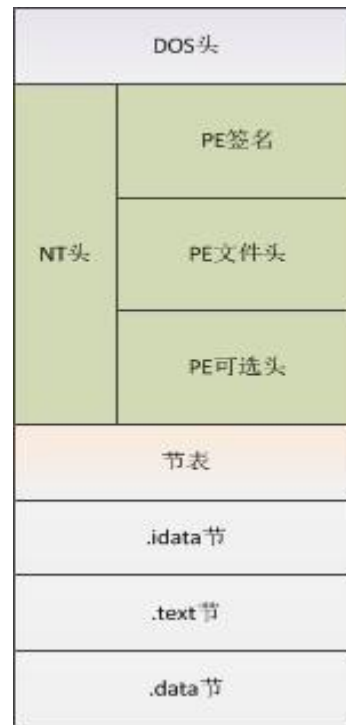 DOS头
PE签名
NT头
PE文件头
PE可选头
节表
.idata节
.text节
.data节